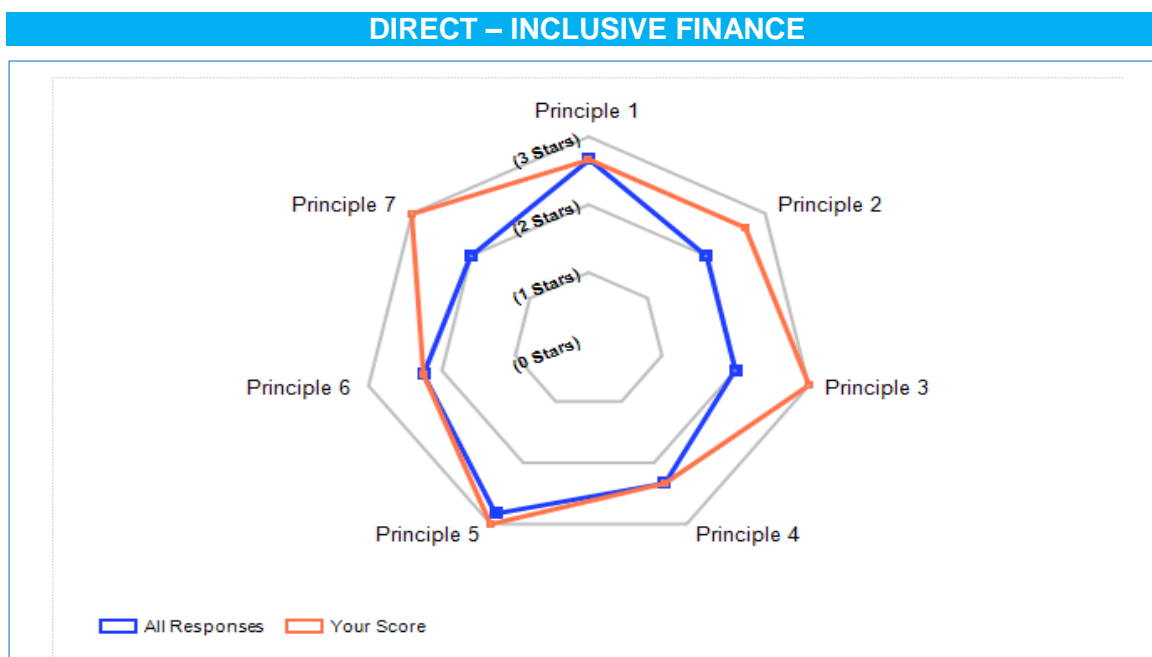 DIRECT – INCLUSIVE FINANCE
Principle 1
(3 Stars)
Principle 7
Principle 2
(2 Stars)
(1 Stars)
(0 Stars)
Principle 6
Principle 3
Principle 5
Principle 4
All Responses Your Score